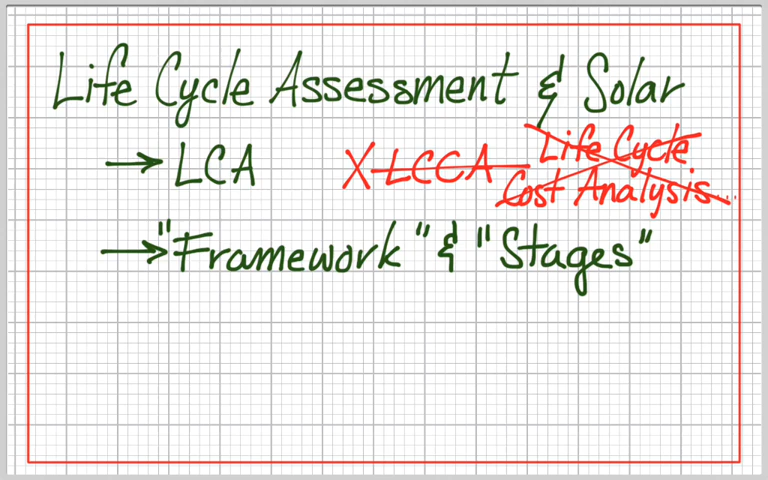 Life Cycle Assessment & Solar
→ LCA X LCCA Life Cycle
Cost Analysis...
→ "Framework" & "Stages"